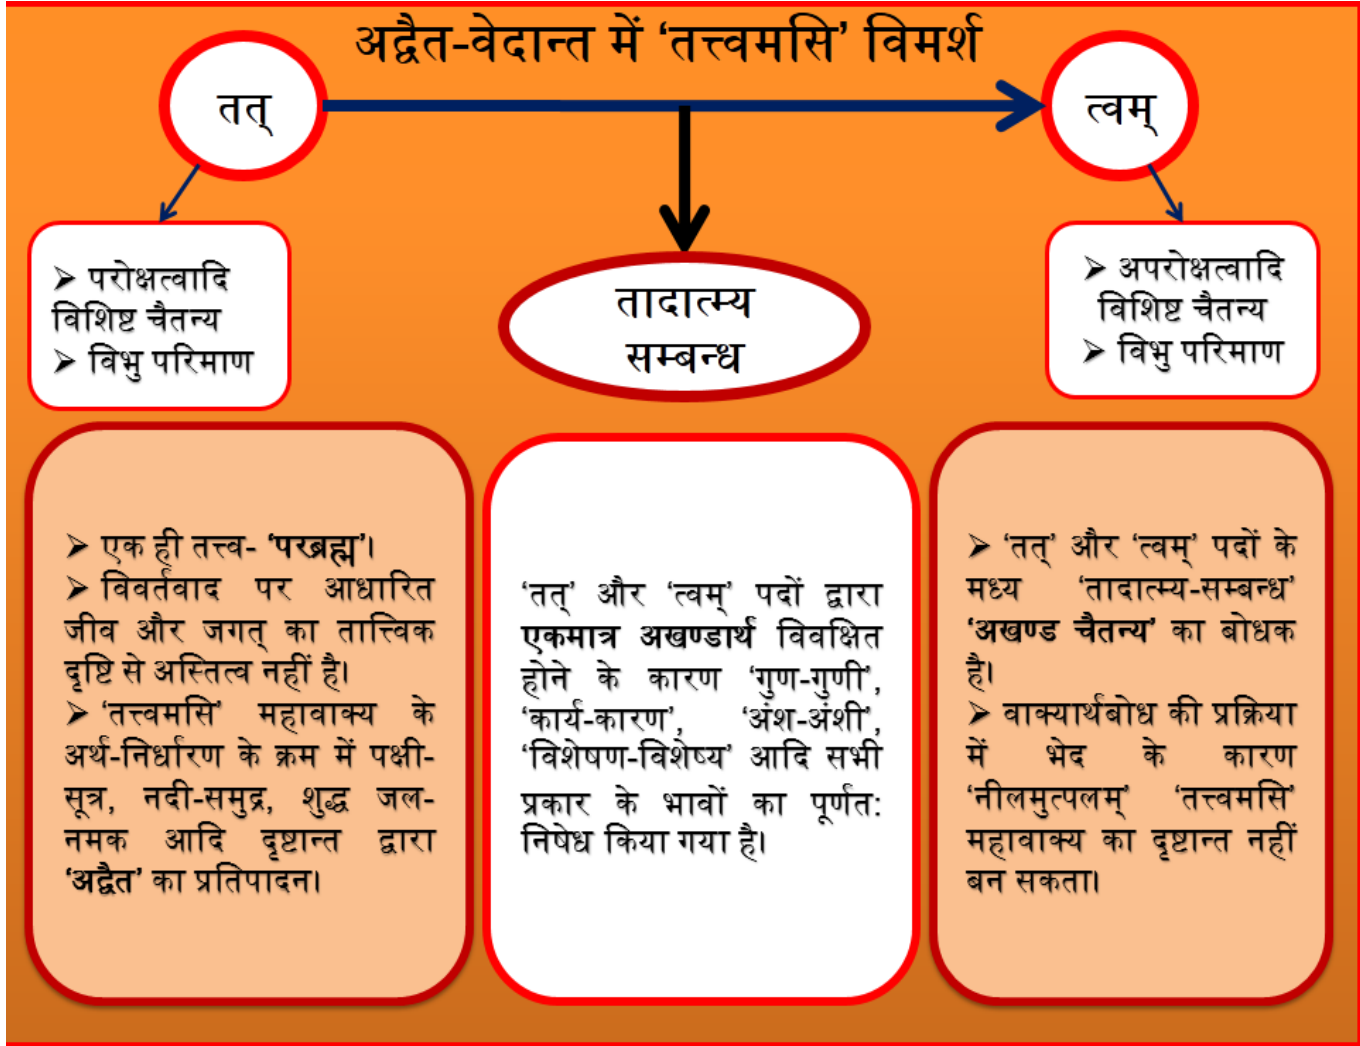 अद्वैत-वेदान्त में ‘तत्त्वमसि’ विमर्श
तत्
त्वम्
➢ परोक्षत्वादि
विशिष्ट चैतन्य
➢ विभु परिमाण
तादात्म्य
सम्बन्ध
➢ अपरोक्षत्वादि
विशिष्ट चैतन्य
➢ विभु परिमाण
➢ एक ही तत्त्व- ‘परब्रह्म’।
➢ विवर्तवाद पर आधारित
जीव और जगत् का तात्त्विक
दृष्टि से अस्तित्व नहीं है।
➢ ‘तत्त्वमसि’ महावाक्य के
अर्थ-निर्धारण के क्रम में पक्षी-
सूत्र, नदी-समुद्र, शुद्ध जल-
नमक आदि दृष्टान्त द्वारा
‘अद्वैत’ का प्रतिपादन।
‘तत्’ और ‘त्वम्’ पदों द्वारा
एकमात्र अखण्डार्थ विवक्षित
होने के कारण ‘गुण-गुणी’,
‘कार्य-कारण’, ‘अंश-अंशी’,
‘विशेषण-विशेष्य’ आदि सभी
प्रकार के भावों का पूर्णत:
निषेध किया गया है।
➢ ‘तत्’ और ‘त्वम्’ पदों के
मध्य ‘तादात्म्य-सम्बन्ध’
‘अखण्ड चैतन्य’ का बोधक
है।
➢ वाक्यार्थबोध की प्रक्रिया
में भेद के कारण
‘नीलमुत्पलम्’ ‘तत्त्वमसि’
महावाक्य का दृष्टान्त नहीं
बन सकता।